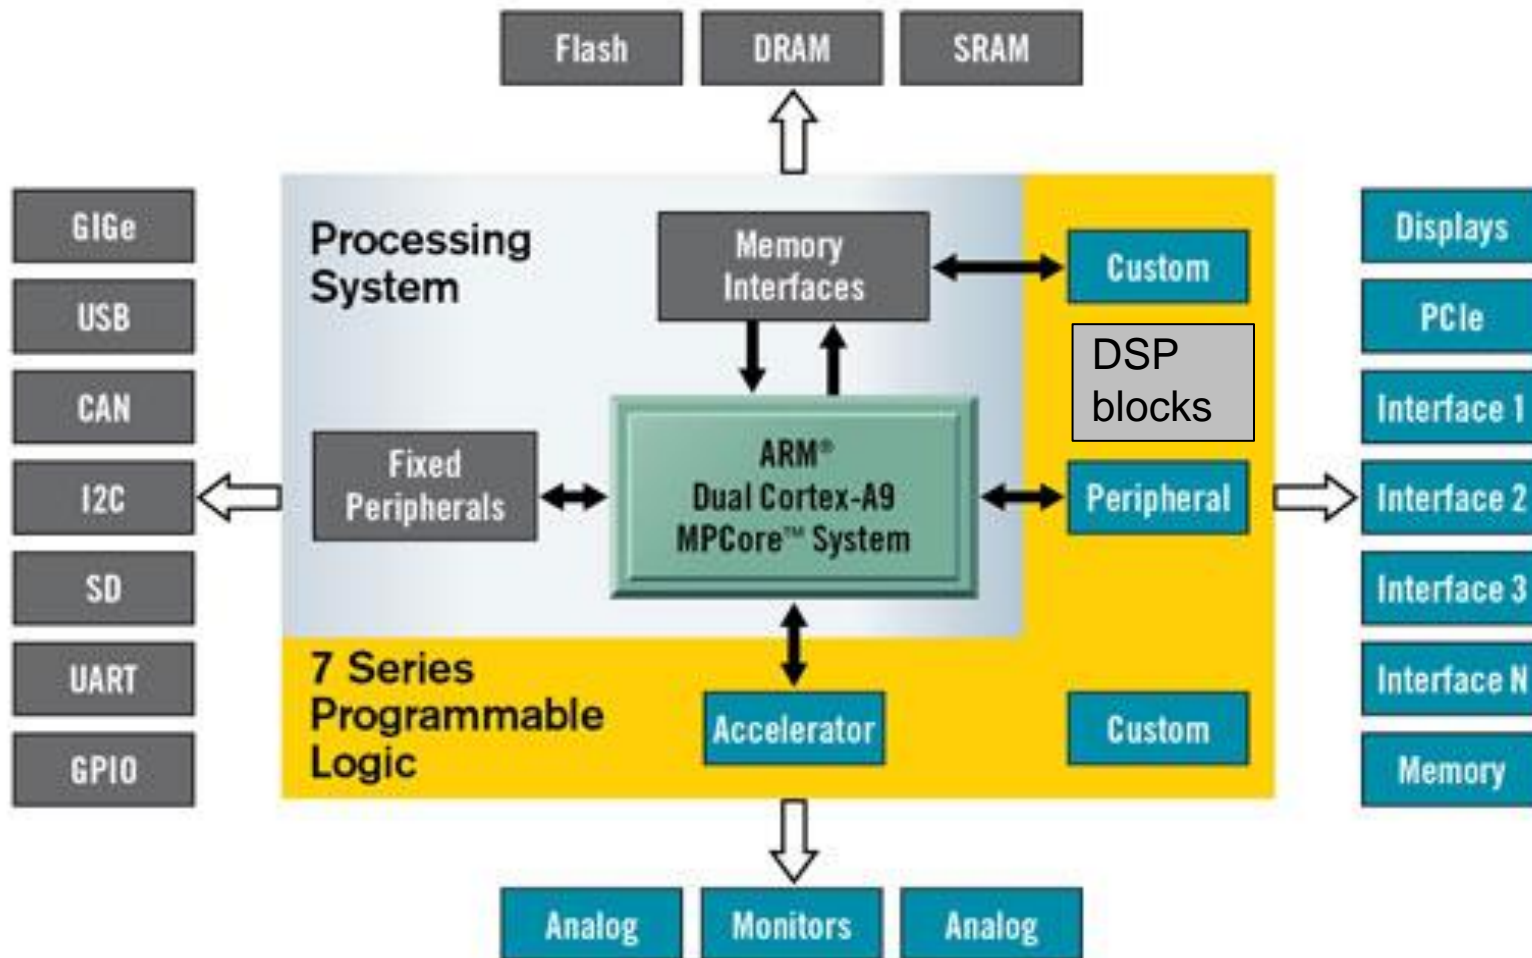 Flash
DRAM
SRAM
GIGe
USB
CAN
I2C
SD
UART
GPIO
Processing
System
Memory
Interfaces
Fixed
Peripherals
ARM®
Dual Cortex-A9
MPCore™ System
Custom
DSP
blocks
Peripheral
7 Series
Programmable
Logic
Accelerator
Custom
Displays
PCIe
Interface 1
Interface 2
Interface 3
Interface N
Memory
Analog
Monitors
Analog